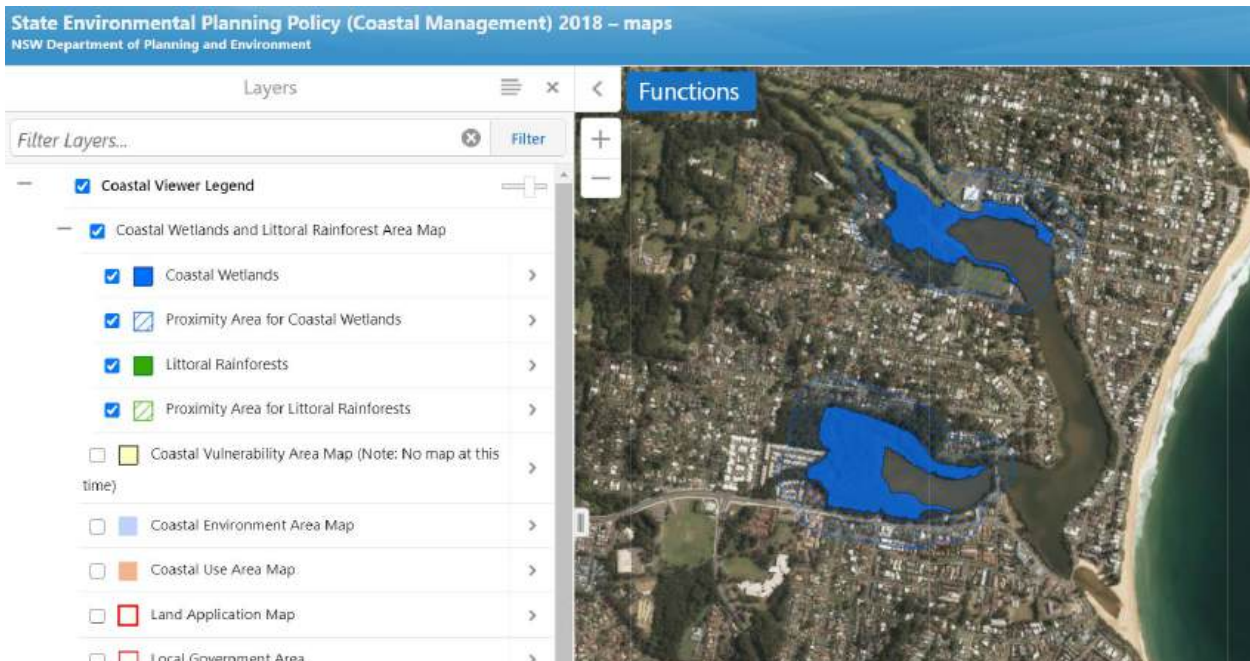 State Environmental Planning Policy (Coastal Management) 2018 – maps
NSW Department of Planning and Environment
Layers
Functions
Filter Layers...
Filter
Coastal Viewer Legend
Coastal Wetlands and Littoral Rainforest Area Map
Coastal Wetlands
Proximity Area for Coastal Wetlands
Littoral Rainforests
Proximity Area for Littoral Rainforests
Coastal Vulnerability Area Map (Note: No map at this
time)
Coastal Environment Area Map
Coastal Use Area Map
Land Application Map
Local Government Area